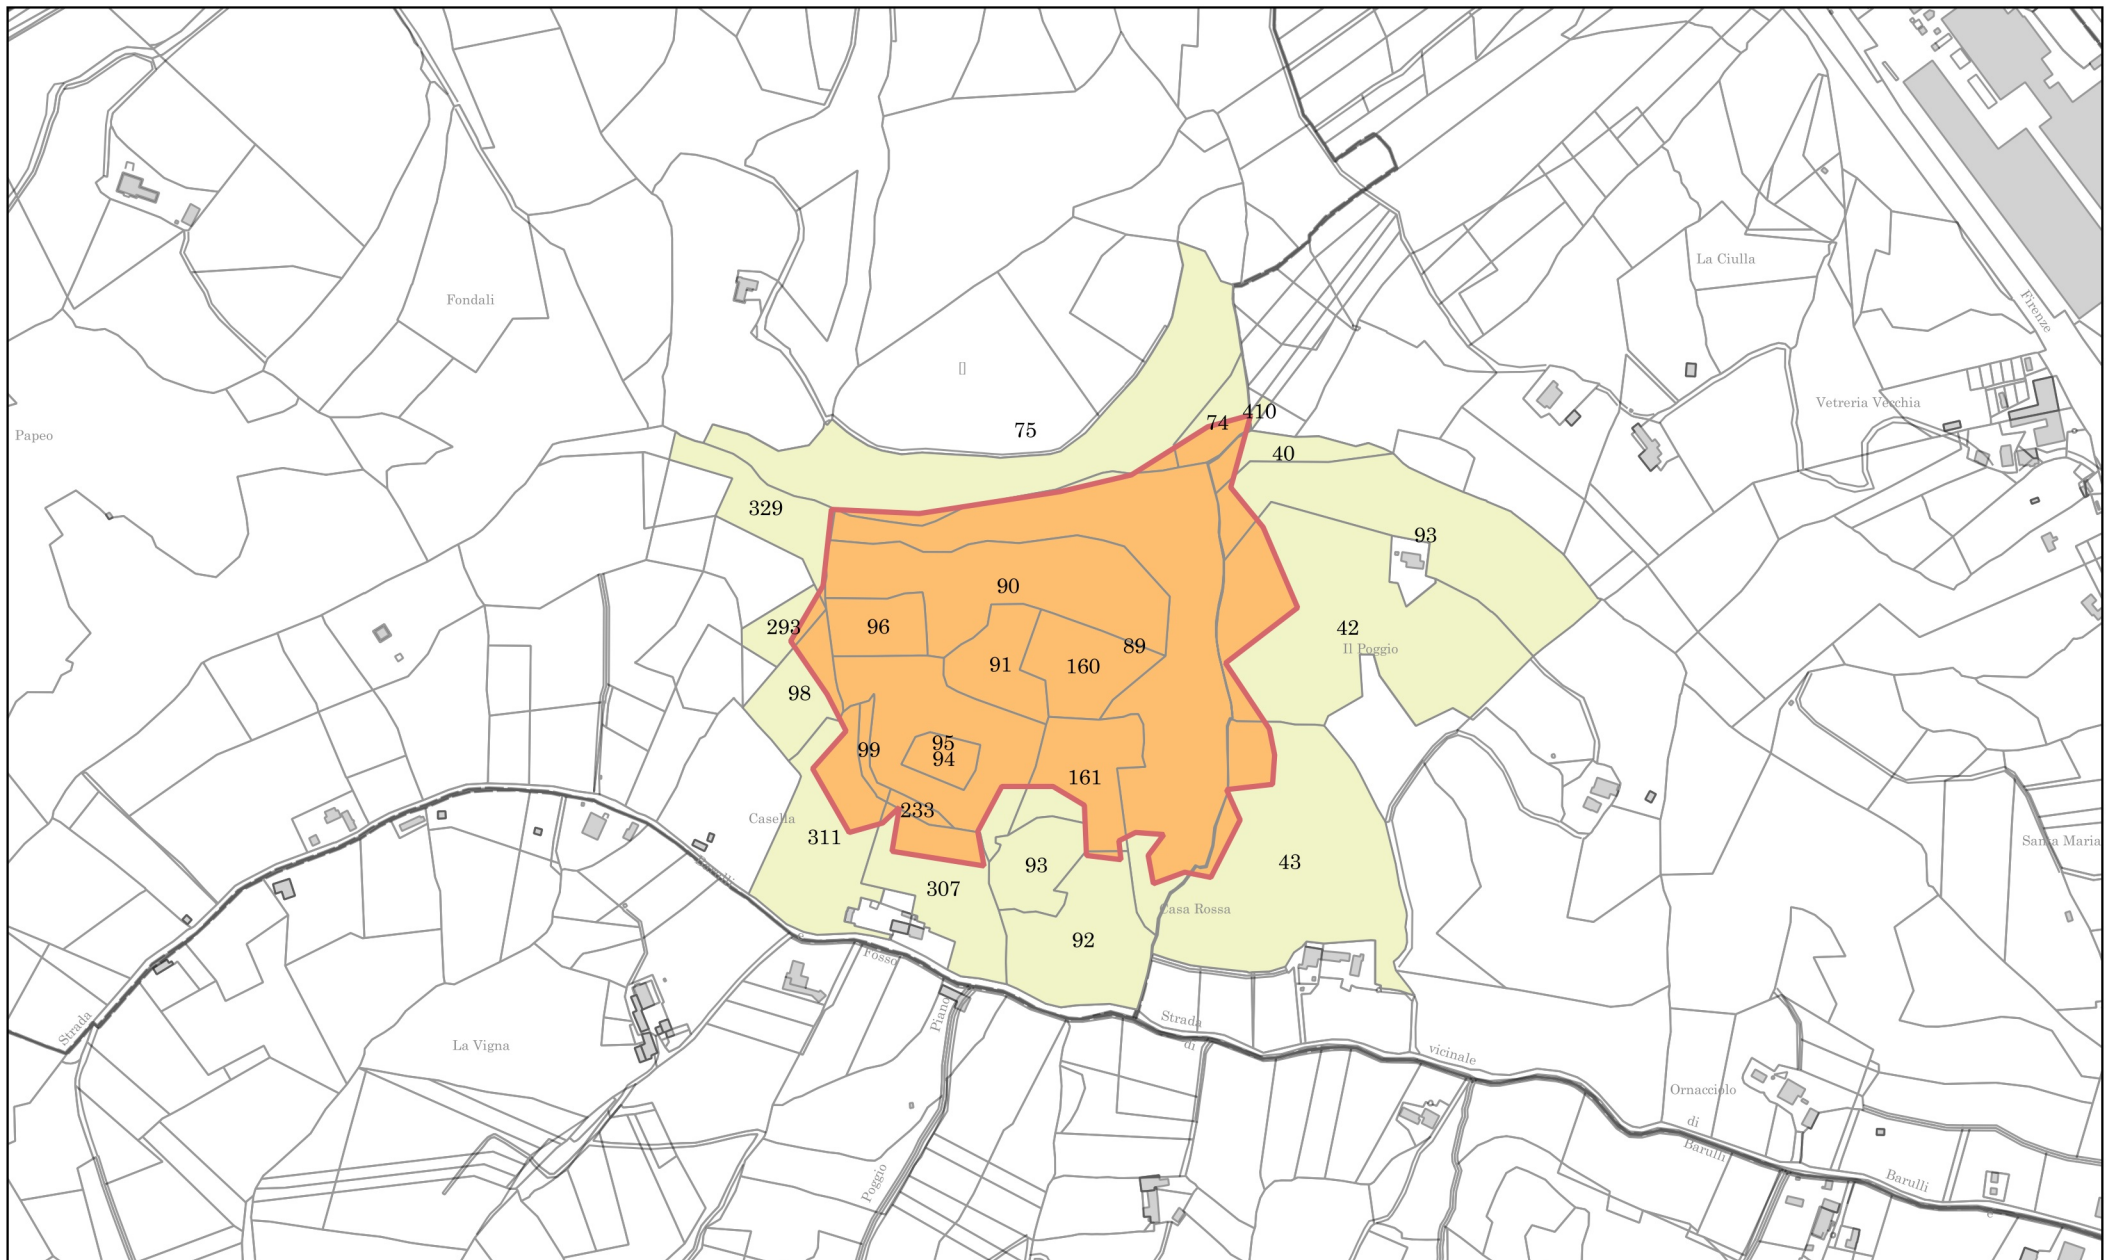 La Ciulla
Fondali
Firenze
[]
Vetreria Vecchia
410
74
75
Papeo
40
329
93
90
293
96
42
89
Il Poggio
91
160
98
95
99
94
161
233
Casella
311
Santa Maria
43
93
307
Casa Rossa
92
Fosso
Piano
Strada
Strada
di
La Vigna
vicinale
Ornacciolo
di
Barulli
Poggio
Barulli
e